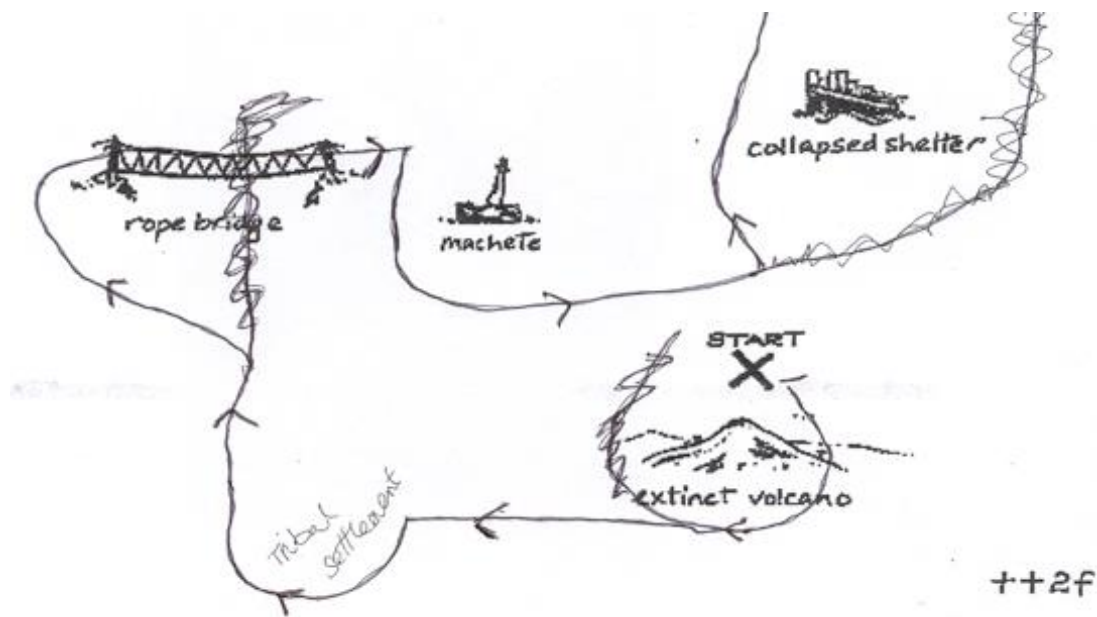 collapsed shelter
rope bridge
machete
START
extinct volcano
Tribal
settlement
++2f